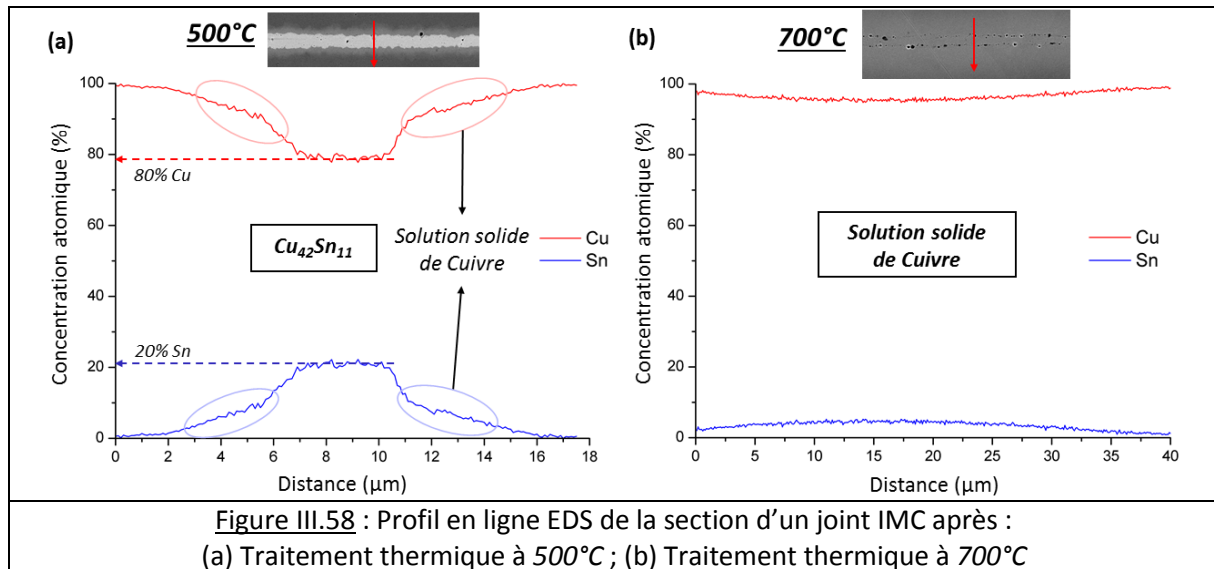 (a)
500°C
Concentration atomique (%)
100
80
60
40
20
0
80% Cu
Cu42Sn11
Solution solide
de Cuivre
Cu
Sn
20% Sn
0 2 4 6 8 10 12 14 16 18
Distance (µm)
(b)
700°C
Concentration atomique (%)
100
80
60
40
20
0
Solution solide
de Cuivre
Cu
Sn
0 5 10 15 20 25 30 35 40
Distance (µm)
Figure III.58 : Profil en ligne EDS de la section d’un joint IMC après :
(a) Traitement thermique à 500°C ; (b) Traitement thermique à 700°C